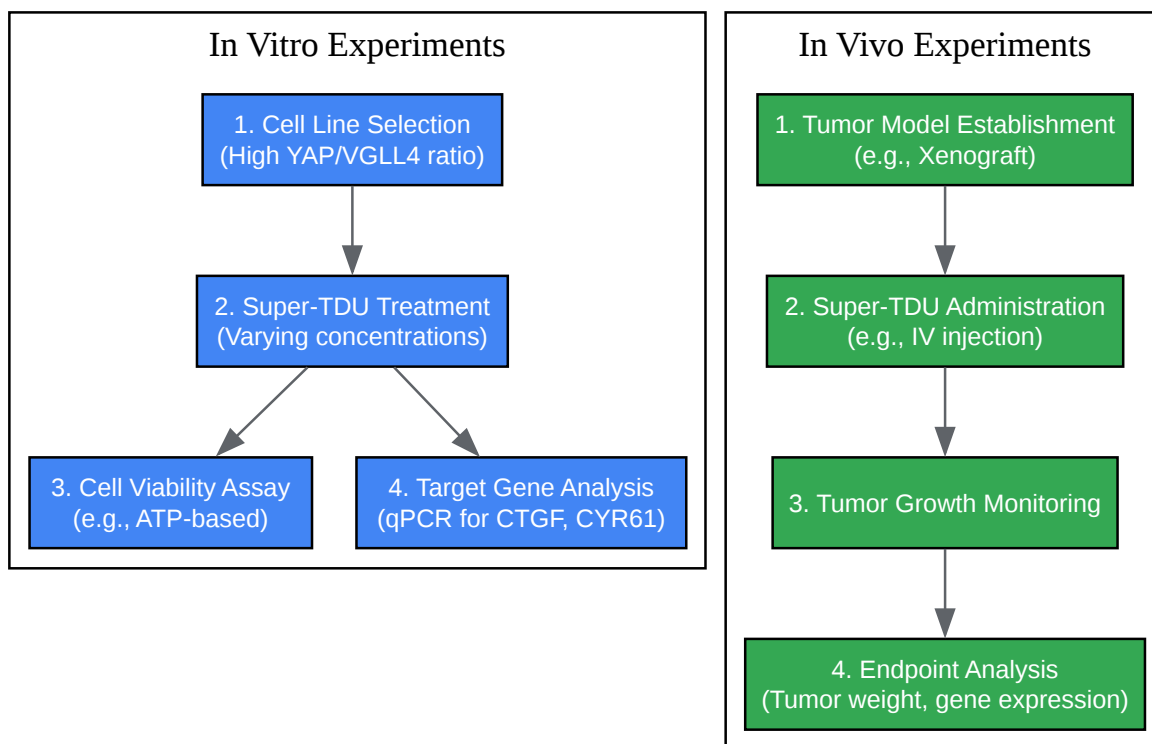 In Vitro Experiments
1. Cell Line Selection
(High YAP/VGLL4 ratio)
2. Super-TDU Treatment
(Varying concentrations)
3. Cell Viability Assay
(e.g., ATP-based)
4. Target Gene Analysis
(qPCR for CTGF, CYR61)
In Vivo Experiments
1. Tumor Model Establishment
(e.g., Xenograft)
2. Super-TDU Administration
(e.g., IV injection)
3. Tumor Growth Monitoring
4. Endpoint Analysis
(Tumor weight, gene expression)